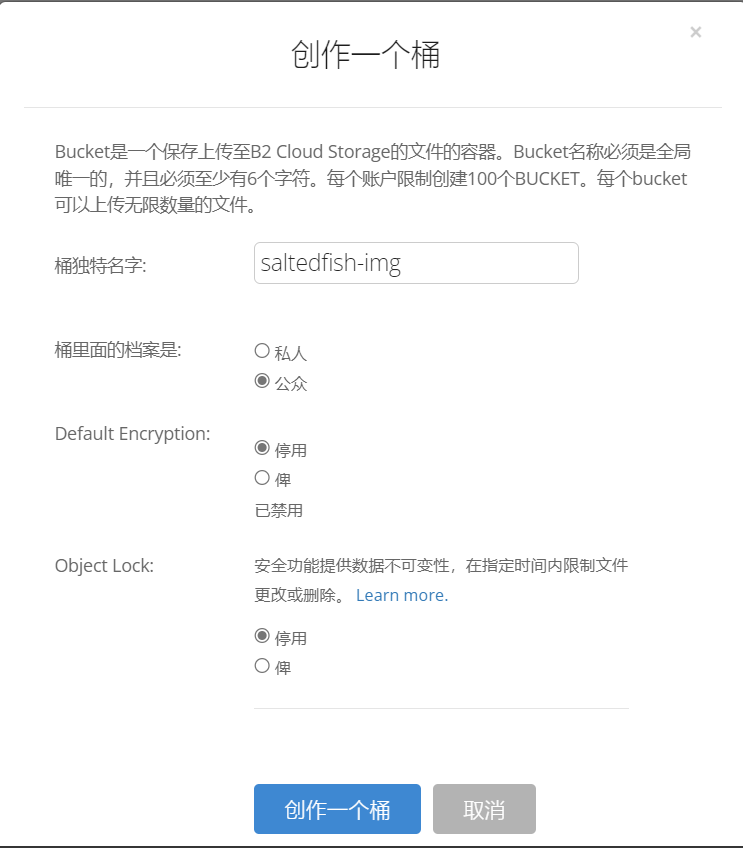 ×
创作一个桶
Bucket是一个保存上传至B2 Cloud Storage的文件的容器。Bucket名称必须是全局
唯一的，并且必须至少有6个字符。每个账户限制创建100个BUCKET。每个bucket
可以上传无限数量的文件。
桶独特名字: saltedfish-img
桶里面的档案是: 私人
公众
Default Encryption: 停用
俾
已禁用
Object Lock: 安全功能提供数据不可变性，在指定时间内限制文件
更改或删除。 Learn more.
停用
俾
创作一个桶 取消